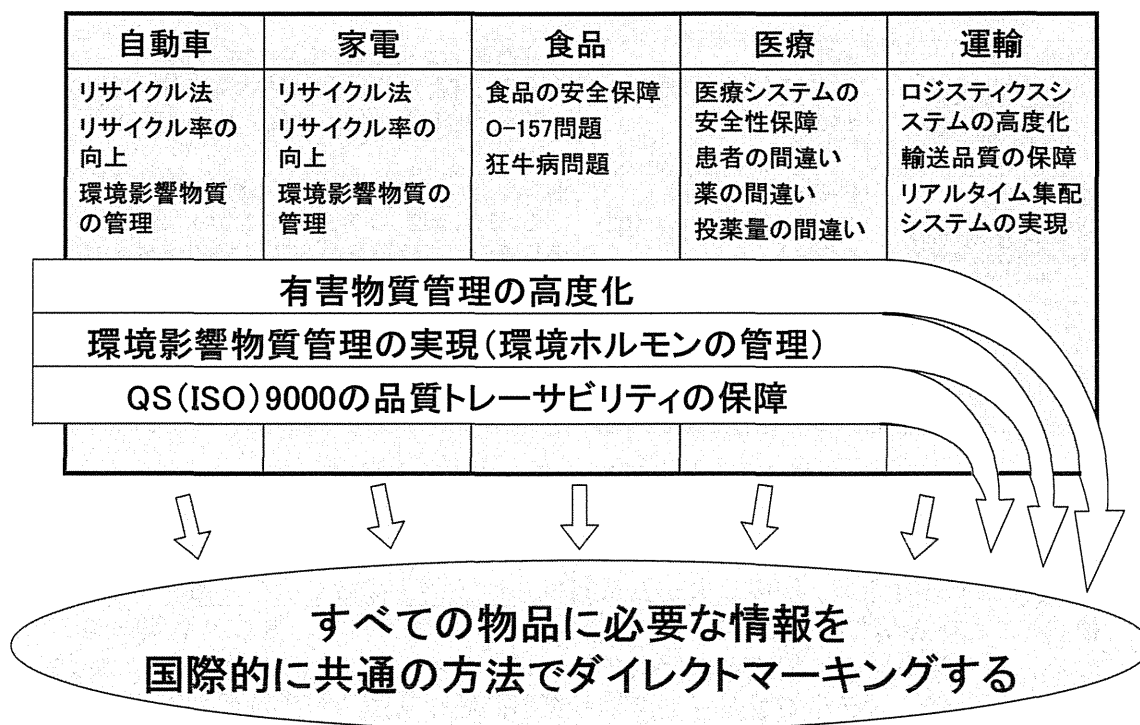 自動車
家電
食品
医療
運輸
リサイクル法
リサイクル率の
向上
環境影響物質
の管理
リサイクル法
リサイクル率の
向上
環境影響物質の
管理
食品の安全保障
O-157問題
狂牛病問題
医療システムの
安全性保障
患者の間違い
薬の間違い
投薬量の間違い
ロジスティクスシ
ステムの高度化
輸送品質の保障
リアルタイム集配
システムの実現
有害物質管理の高度化
環境影響物質管理の実現(環境ホルモンの管理)
QS(ISO)9000の品質トレーサビリティの保障
すべての物品に必要な情報を
国際的に共通の方法でダイレクトマーキングする